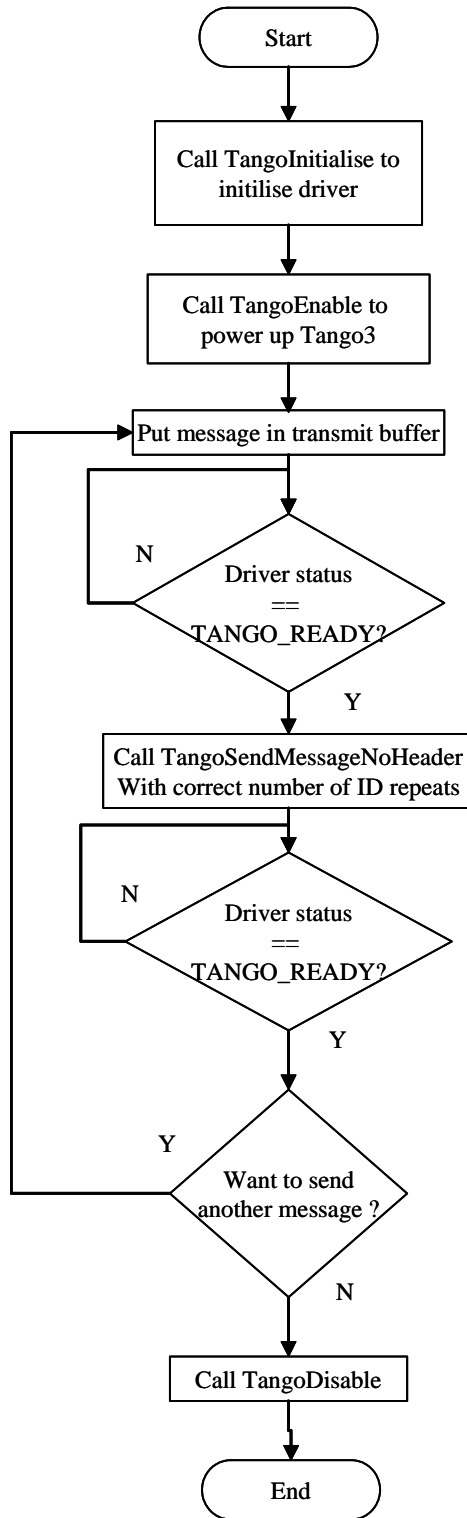 Start
Call TangoInitialise to
initilise driver
Call TangoEnable to
power up Tango3
Put message in transmit buffer
N
Driver status
==
TANGO_READY?
Y
Call TangoSendMessageNoHeader
With correct number of ID repeats
N
Driver status
==
TANGO_READY?
Y
Y
Want to send
another message ?
N
Call TangoDisable
End